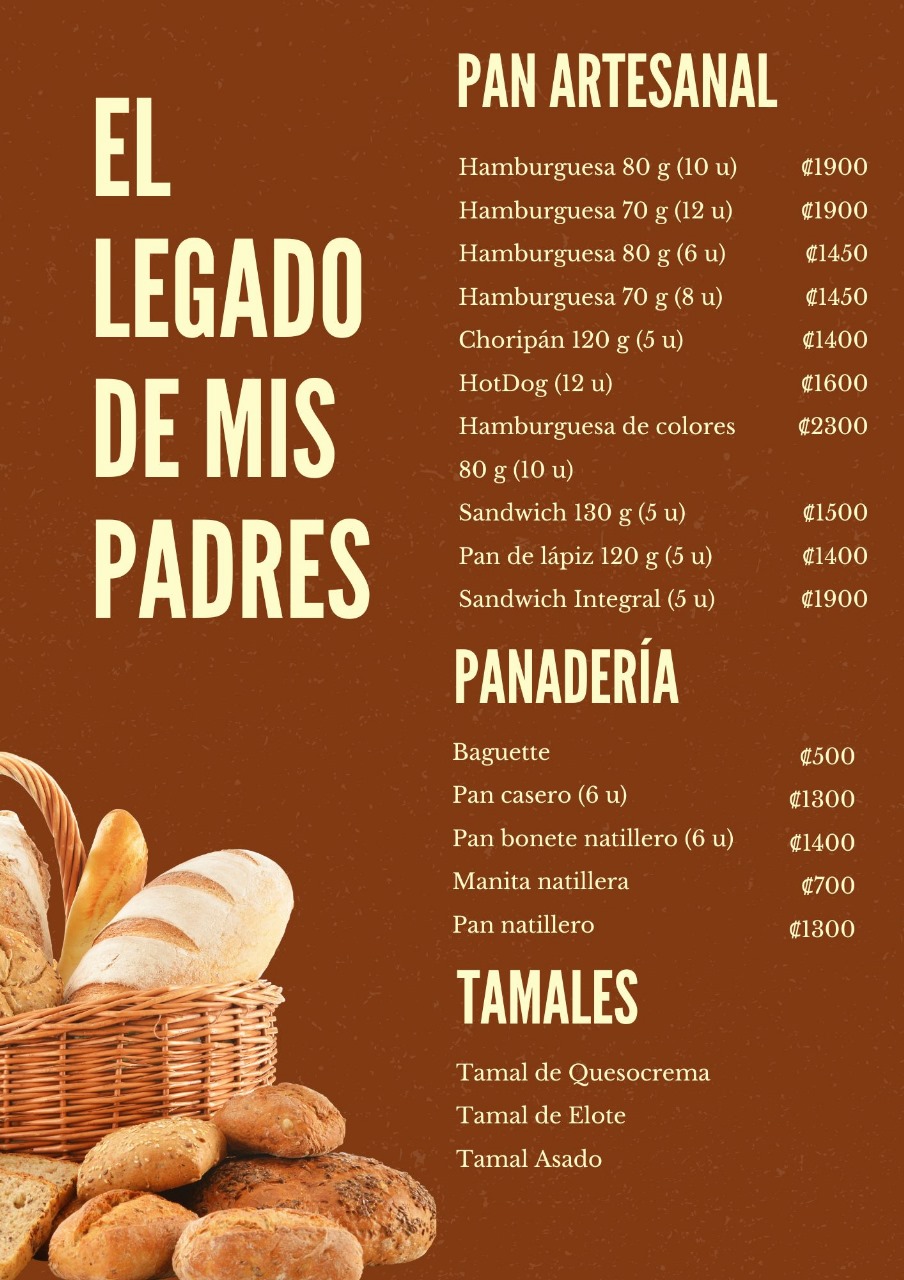 EL
LEGADO
DE MIS
PADRES
PAN ARTESANAL
Hamburguesa 80 g (10 u) ₡1900
Hamburguesa 70 g (12 u) ₡1900
Hamburguesa 80 g (6 u) ₡1450
Hamburguesa 70 g (8 u) ₡1450
Choripán 120 g (5 u) ₡1400
HotDog (12 u) ₡1600
Hamburguesa de colores ₡2300
80 g (10 u)
Sandwich 130 g (5 u) ₡1500
Pan de lápiz 120 g (5 u) ₡1400
Sandwich Integral (5 u) ₡1900
PANADERÍA
Baguette ₡500
Pan casero (6 u) ₡1300
Pan bonete natillero (6 u) ₡1400
Manita natillera ₡700
Pan natillero ₡1300
TAMALES
Tamal de Quesocrema
Tamal de Elote
Tamal Asado